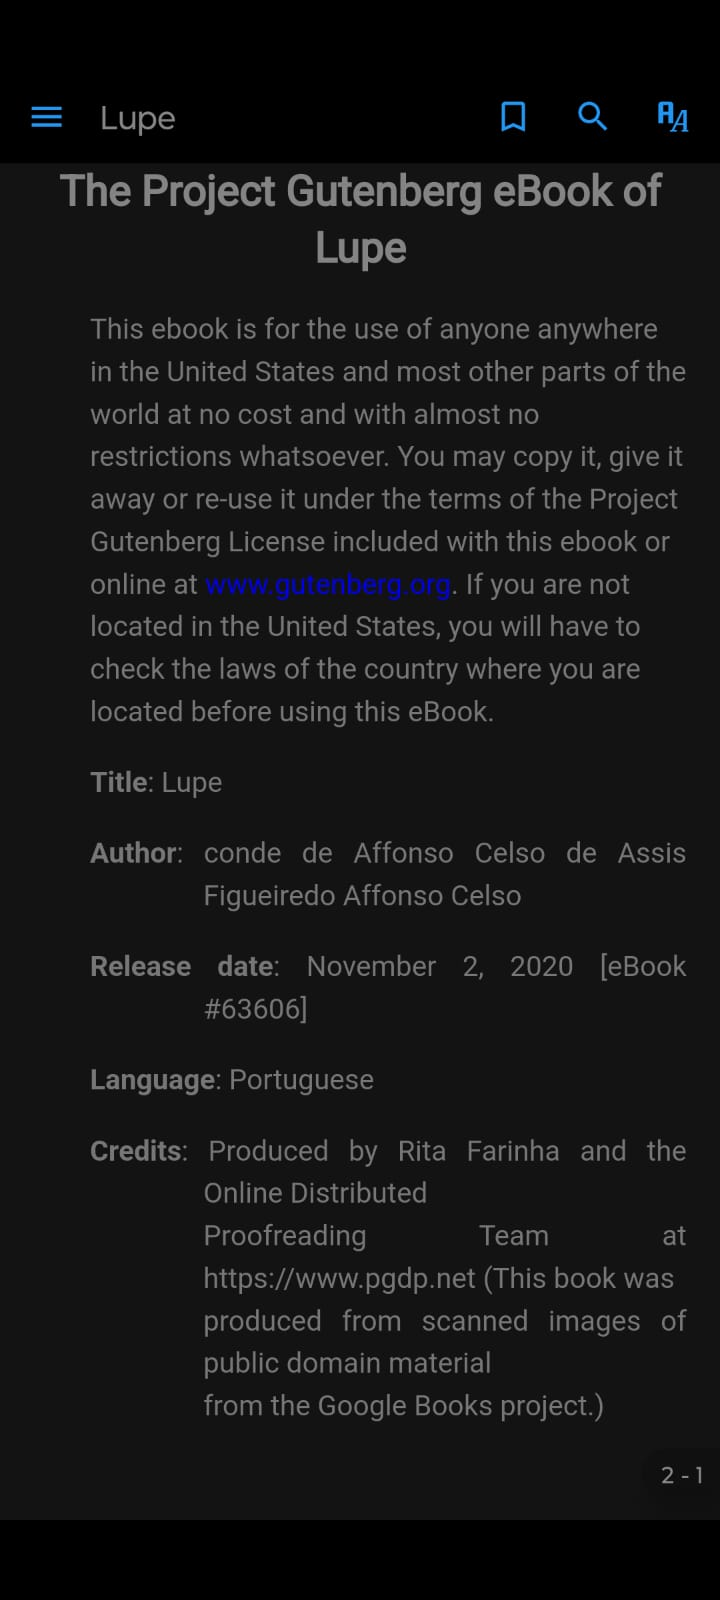 Lupe
The Project Gutenberg eBook of
Lupe
This ebook is for the use of anyone anywhere
in the United States and most other parts of the
world at no cost and with almost no
restrictions whatsoever. You may copy it, give it
away or re-use it under the terms of the Project
Gutenberg License included with this ebook or
online at www.gutenberg.org. If you are not
located in the United States, you will have to
check the laws of the country where you are
located before using this eBook.
Title: Lupe
Author: conde de Affonso Celso de Assis
Figueiredo Affonso Celso
Release date: November 2, 2020 [eBook
#63606]
Language: Portuguese
Credits: Produced by Rita Farinha and the
Online Distributed
Proofreading Team at
https://www.pgdp.net (This book was
produced from scanned images of
public domain material
from the Google Books project.)
2 - 1